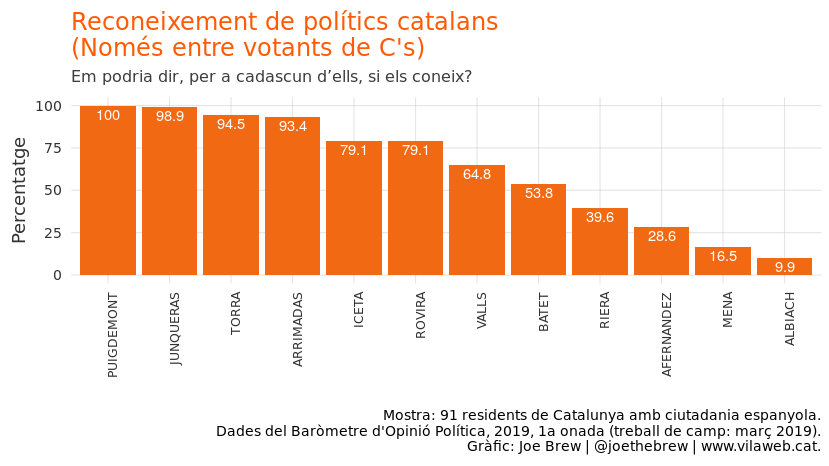 Reconeixement de polítics catalans
(Només entre votants de C's)
Em podria dir, per a cadascun d’ells, si els coneix?
Percentatge
100
75
50
25
0
100
98.9
94.5
93.4
79.1
79.1
64.8
53.8
39.6
28.6
16.5
9.9
PUIGDEMONT
JUNQUERAS
TORRA
ARRIMADAS
ICETA
ROVIRA
VALLS
BATET
RIERA
AFERNANDEZ
MENA
ALBIACH
Mostra: 91 residents de Catalunya amb ciutadania espanyola.
Dades del Baròmetre d'Opinió Política, 2019, 1a onada (treball de camp: març 2019).
Gràfic: Joe Brew | @joethebrew | www.vilaweb.cat.